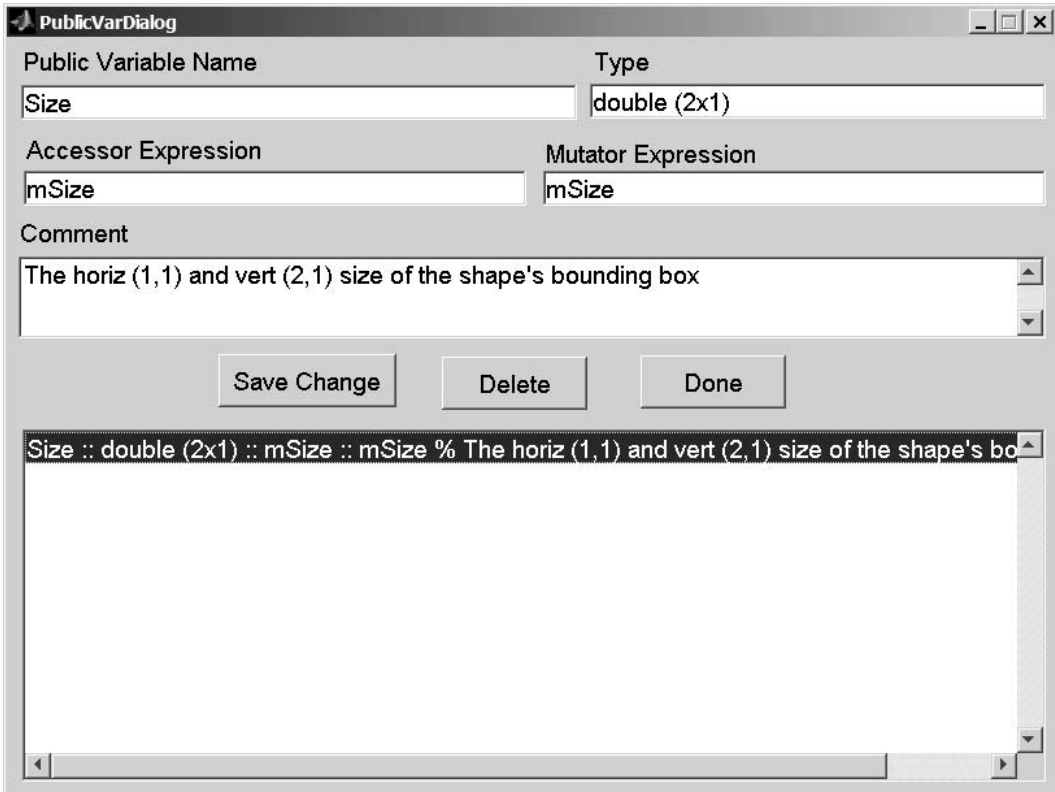 PublicVarDialog
Public Variable Name
Type
Size
double (2x1)
Accessor Expression
Mutator Expression
mSize
mSize
Comment
The horiz (1,1) and vert (2,1) size of the shape's bounding box
Save Change
Delete
Done
Size :: double (2x1) :: mSize :: mSize % The horiz (1,1) and vert (2,1) size of the shape's bo